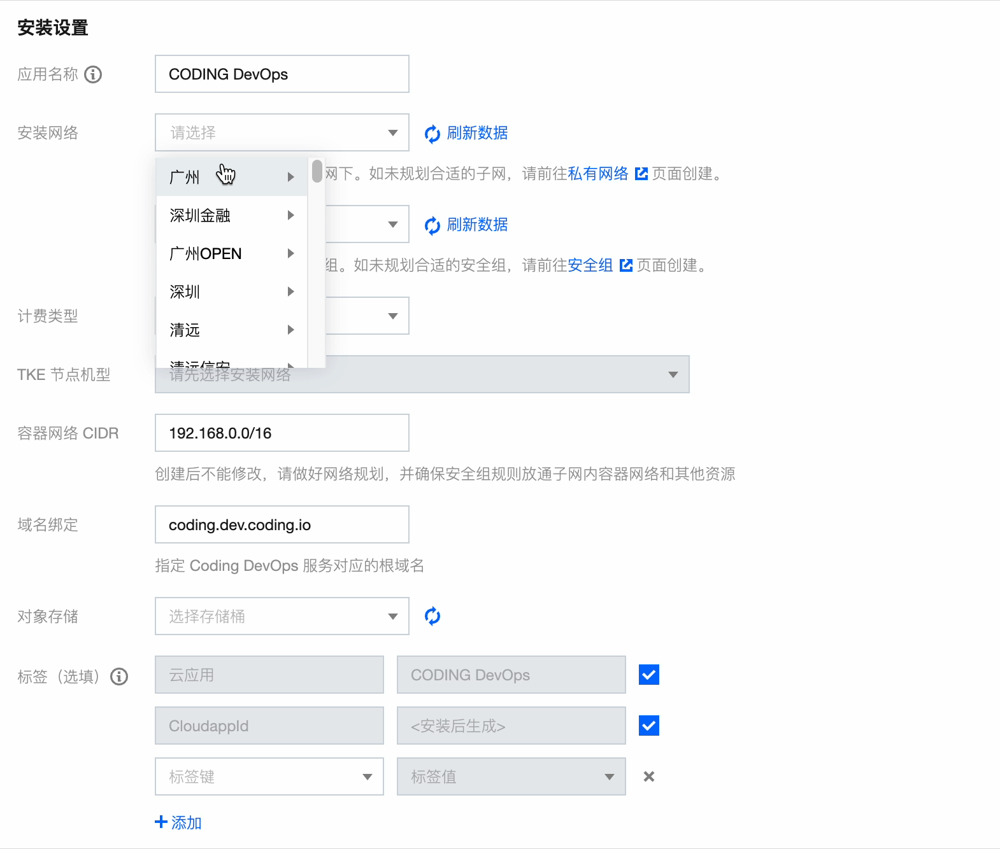 安装设置
应用名称
CODING DevOps
安装网络
请选择
刷新数据
广州
网下。如未规划合适的子网，请前往私有网络 页面创建。
深圳金融
刷新数据
广州OPEN
组。如未规划合适的安全组，请前往安全组 页面创建。
深圳
计费类型
清远
清远信安
TKE 节点机型
请先选择安装网络
容器网络 CIDR
192.168.0.0/16
创建后不能修改，请做好网络规划，并确保安全组规则放通子网内容器网络和其他资源
域名绑定
coding.dev.coding.io
指定 Coding DevOps 服务对应的根域名
对象存储
选择存储桶
标签（选填）
云应用
CODING DevOps
CloudappId
<安装后生成>
标签键
标签值
添加